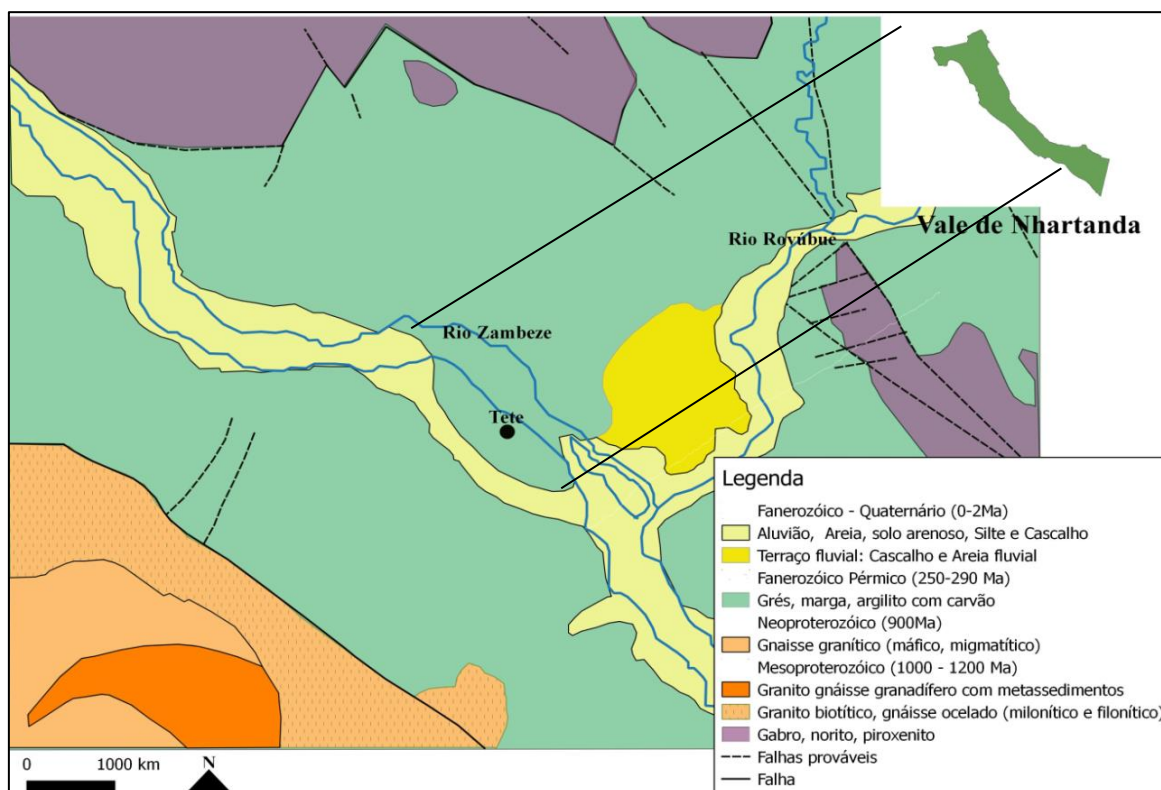 Vale de Nhartanda
Rio Rovúbué
Rio Zambeze
Tete
Legenda
Fanerozóico - Quaternário (0-2Ma)
Aluvião, Areia, solo arenoso, Silte e Cascalho
Terraço fluvial: Cascalho e Areia fluvial
Fanerozóico Pérmico (250-290 Ma)
Grés, marga, argilito com carvão
Neoproterozóico (900Ma)
Gnaisse granítico (máfico, migmatítico)
Mesoproterozóico (1000 - 1200 Ma)
Granito gnáisse granadífero com metassedimentos
Granito biotítico, gnáisse ocelado (milonítico e filonítico)
Gabro, norito, piroxenito
Falhas prováveis
Falha
0 1000 km N